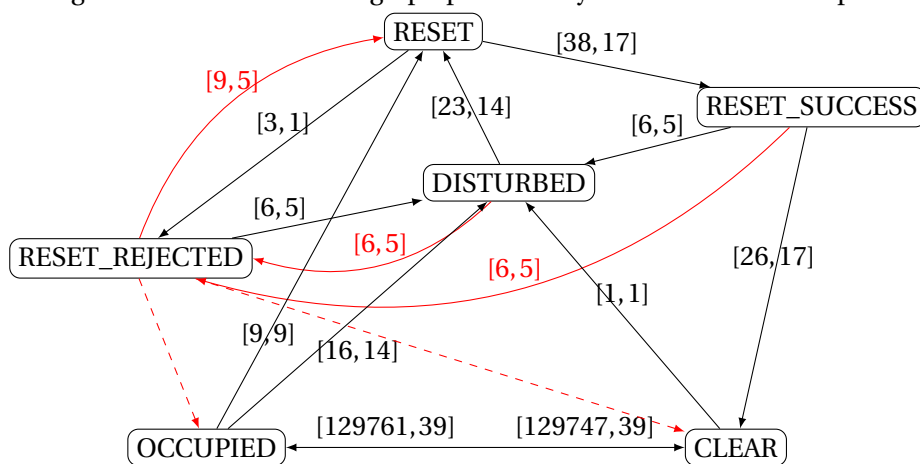 RESET
[38,17]
[9,5]
[23,14]
RESET_SUCCESS
[3,1]
[6,5]
DISTURBED
[6,5]
RESET_REJECTED
[6,5]
[6,5]
[26,17]
[1,1]
[9,9]
[16,14]
[129761,39]
[129747,39]
OCCUPIED
CLEAR